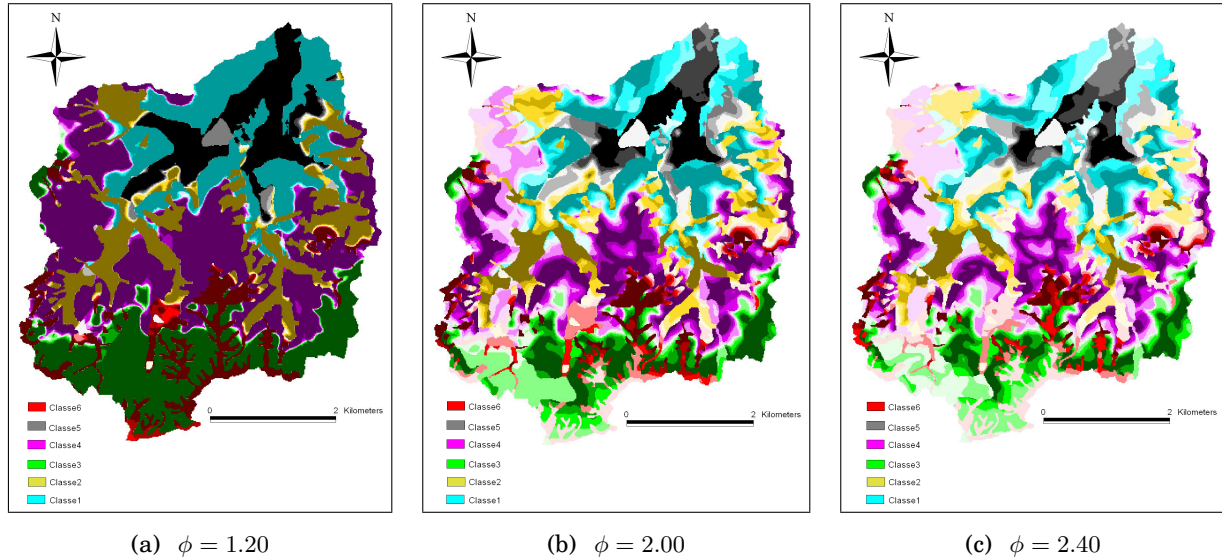 N
0 2 Kilometers
Classe6
Classe5
Classe4
Classe3
Classe2
Classe1
(a) ϕ = 1.20
N
0 2 Kilometers
Classe6
Classe5
Classe4
Classe3
Classe2
Classe1
(b) ϕ = 2.00
N
0 2 Kilometers
Classe6
Classe5
Classe4
Classe3
Classe2
Classe1
(c) ϕ = 2.40